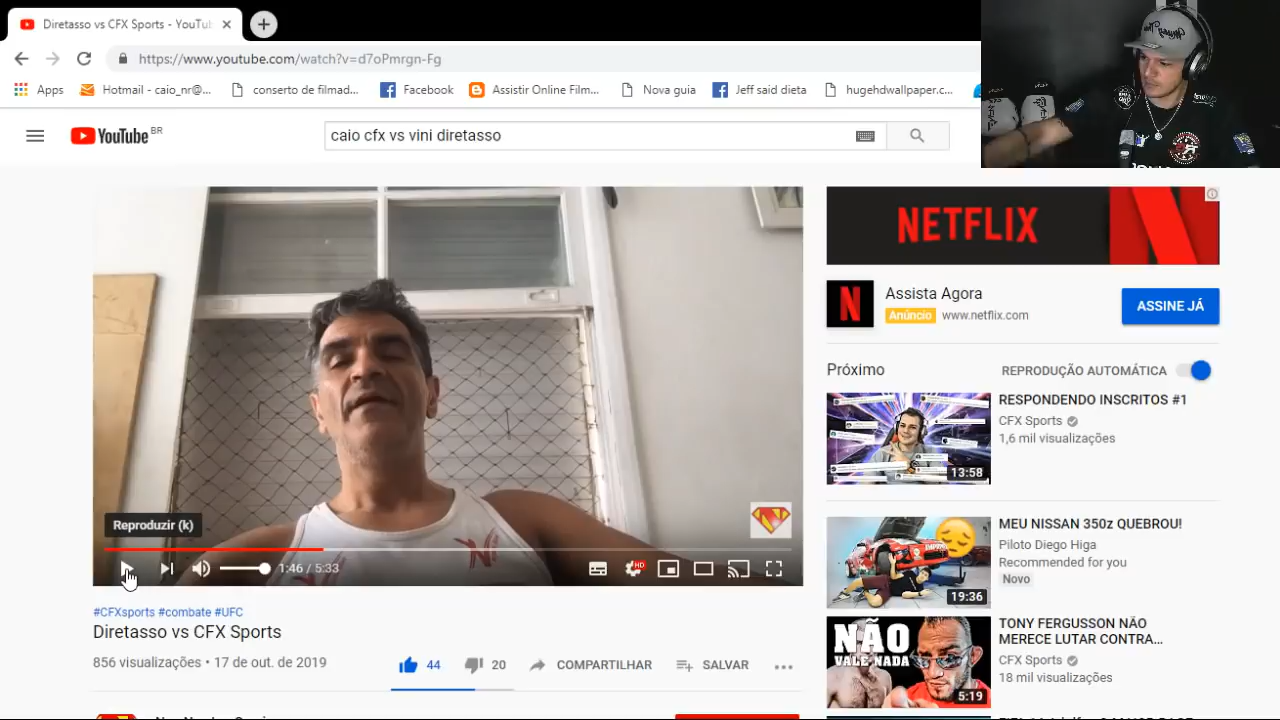 Diretasso vs CFX Sports - YouTu
https://www.youtube.com/watch?v=d7oPmrgn-Fg
Apps
Hotmail - caio_nr@...
conserto de filmad...
Facebook
Assistir Online Film...
Nova guia
Jeff said dieta
hugehdwallpaper.c...
YouTube BR
caio cfx vs vini diretasso
NETFLIX
Assista Agora
Anúncio www.netflix.com
ASSINE JÁ
Próximo
REPRODUÇÃO AUTOMÁTICA
RESPONDENDO INSCRITOS #1
CFX Sports
1,6 mil visualizações
13:58
Reproduzir (k)
1:46 / 5:33
HD
MEU NISSAN 350z QUEBROU!
Piloto Diego Higa
Recommended for you
Novo
19:36
#CFXsports #combate #UFC
Diretasso vs CFX Sports
856 visualizações • 17 de out. de 2019
44
20
COMPARTILHAR
SALVAR
TONY FERGUSSON NÃO
MERECE LUTAR CONTRA...
CFX Sports
18 mil visualizações
NÃO
VALE NADA
5:19